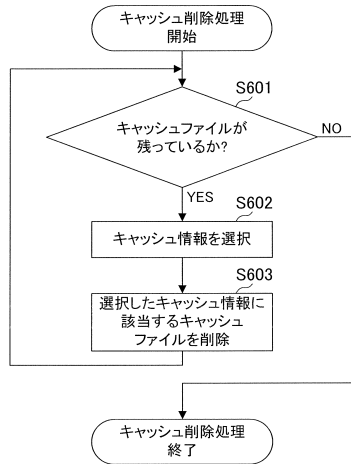 キャッシュ削除処理
開始
S601
キャッシュファイルが
残っているか?
NO
YES
S602
キャッシュ情報を選択
S603
選択したキャッシュ情報に
該当するキャッシュ
ファイルを削除
キャッシュ削除処理
終了